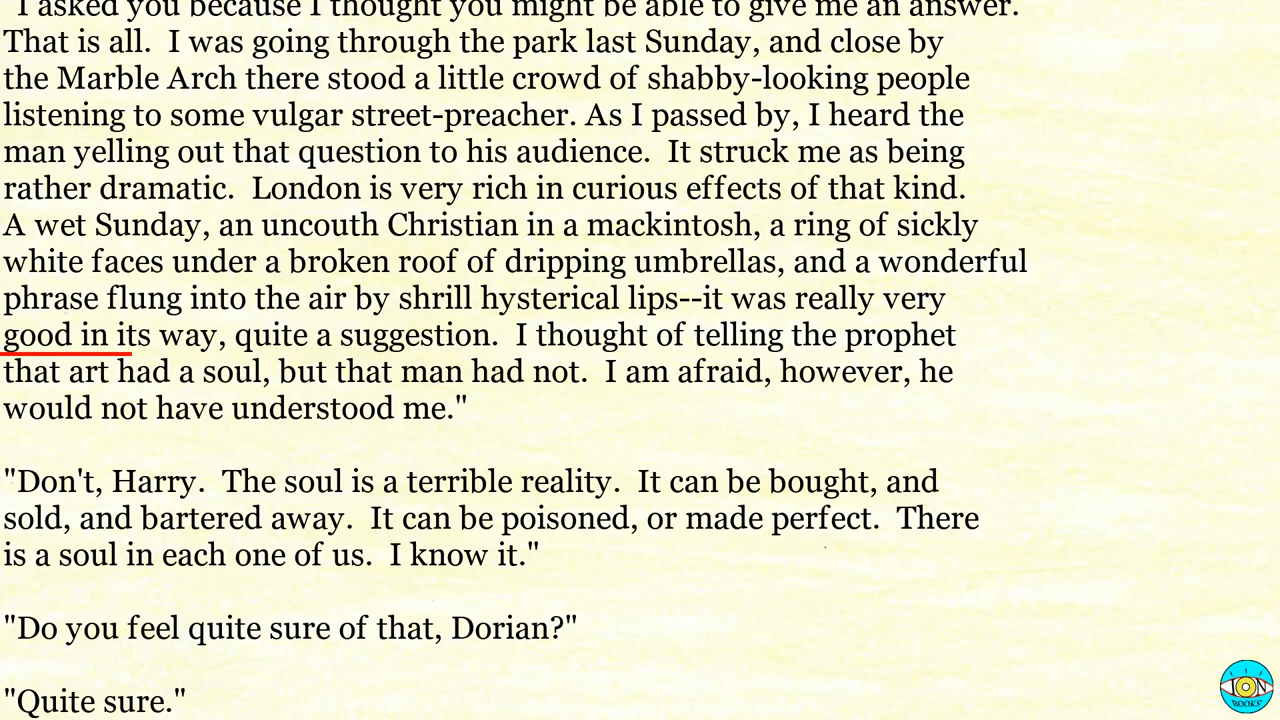 "I asked you because I thought you might be able to give me an answer.
That is all.  I was going through the park last Sunday, and close by
the Marble Arch there stood a little crowd of shabby-looking people
listening to some vulgar street-preacher. As I passed by, I heard the
man yelling out that question to his audience.  It struck me as being
rather dramatic.  London is very rich in curious effects of that kind.
A wet Sunday, an uncouth Christian in a mackintosh, a ring of sickly
white faces under a broken roof of dripping umbrellas, and a wonderful
phrase flung into the air by shrill hysterical lips--it was really very
good in its way, quite a suggestion.  I thought of telling the prophet
that art had a soul, but that man had not.  I am afraid, however, he
would not have understood me."
"Don't, Harry.  The soul is a terrible reality.  It can be bought, and
sold, and bartered away.  It can be poisoned, or made perfect.  There
is a soul in each one of us.  I know it."
"Do you feel quite sure of that, Dorian?"
"Quite sure."
ION
BOOKS